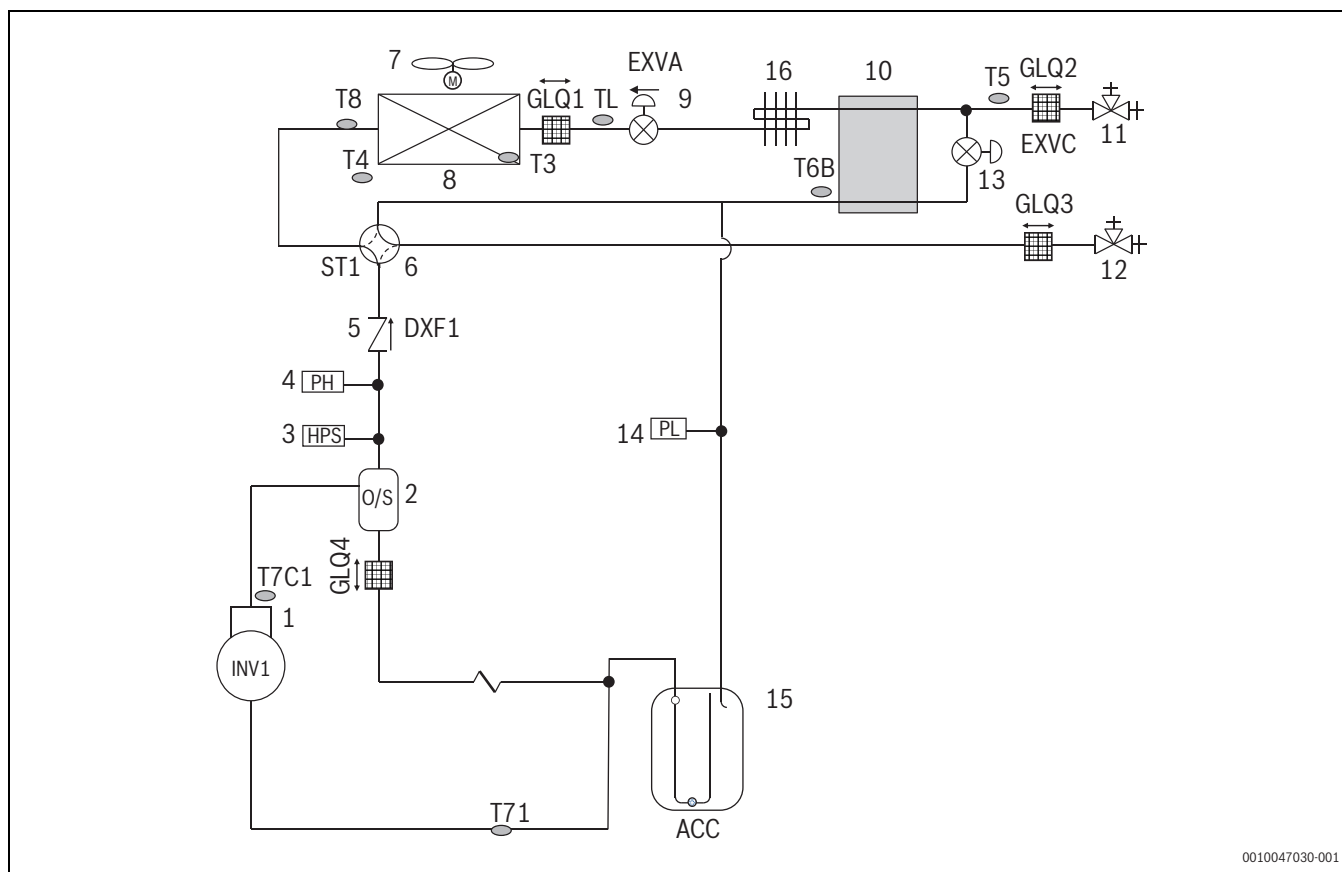 7
M
EXVA
16
10
T5
GLQ2
T8
GLQ1
TL
9
11
EXVC
T6B
13
T4
T3
8
GLQ3
ST1
6
12
5
DXF1
4
PH
3
HPS
14
PL
O/S
2
GLQ4
T7C1
1
INV1
15
T71
ACC
0010047030-001